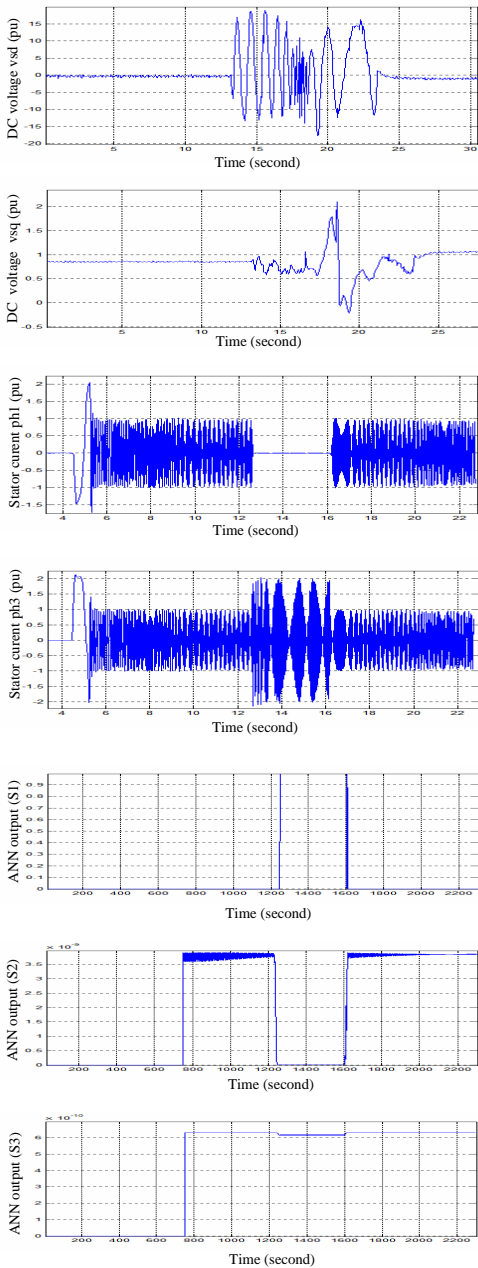 DC voltage vsd (pu)
20
15
10
5
0
-5
-10
-15
-20
5 10 15 20 25 30
Time (second)
DC voltage vsq (pu)
2
1.5
1
0.5
0
-0.5
5 10 15 20 25
Time (second)
Stator curent ph1 (pu)
2
1.5
1
0.5
0
-0.5
-1
-1.5
4 6 8 10 12 14 16 18 20 22
Time (second)
Stator curent ph3 (pu)
2
1.5
1
0.5
0
-0.5
-1
-1.5
-2
4 6 8 10 12 14 16 18 20 22
Time (second)
ANN output (S1)
0.9
0.8
0.7
0.6
0.5
0.4
0.3
0.2
0.1
0
200 400 600 800 1000 1200 1400 1600 1800 2000 2200
Time (second)
ANN output (S2)
x 10⁻⁹
3.5
3
2.5
2
1.5
1
0.5
0
200 400 600 800 1000 1200 1400 1600 1800 2000 2200
Time (second)
ANN output (S3)
x 10⁻¹⁰
6
5
4
3
2
1
0
200 400 600 800 1000 1200 1400 1600 1800 2000 2200
Time (second)